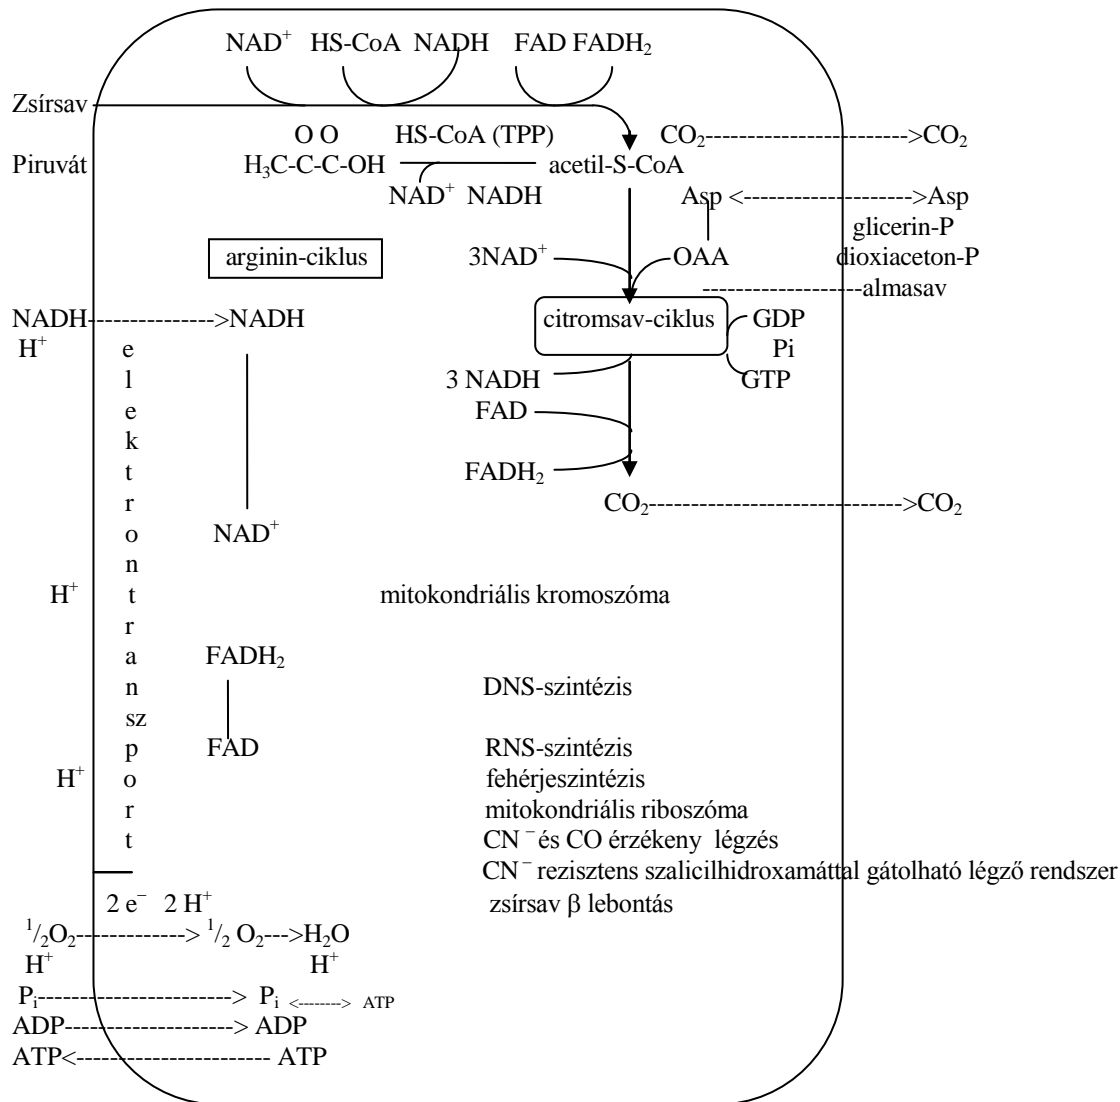 NAD⁺ HS-CoA NADH FAD FADH₂
Zsírsav
O O HS-CoA (TPP) CO₂----------------------->CO₂
Piruvát H₃C-C-C-OH acetil-S-CoA
NAD⁺ NADH Asp <-------------------->Asp
glicerin-P
arginin-ciklus 3NAD⁺ OAA dioxiaceton-P
--------------------almasav
NADH--------------->NADH citromsav-ciklus GDP
H⁺ e Pi
l 3 NADH GTP
e FAD
k
t FADH₂
r CO₂------------------------------>CO₂
o NAD⁺
n
H⁺ t mitokondriális kromoszóma
r
a FADH₂
n DNS-szintézis
sz
p FAD RNS-szintézis
H⁺ o fehérjeszintézis
r mitokondriális riboszóma
t CN⁻ és CO érzékeny légzés
CN⁻ rezisztens szalicilhidroxamáttal gátolható légző rendszer
2 e⁻ 2 H⁺ zsírsav β lebontás
¹/₂O₂--------------> ¹/₂ O₂--->H₂O
H⁺ H⁺
Pᵢ-----------------------> Pᵢ <--------> ATP
ADP--------------------> ADP
ATP<----------------------- ATP